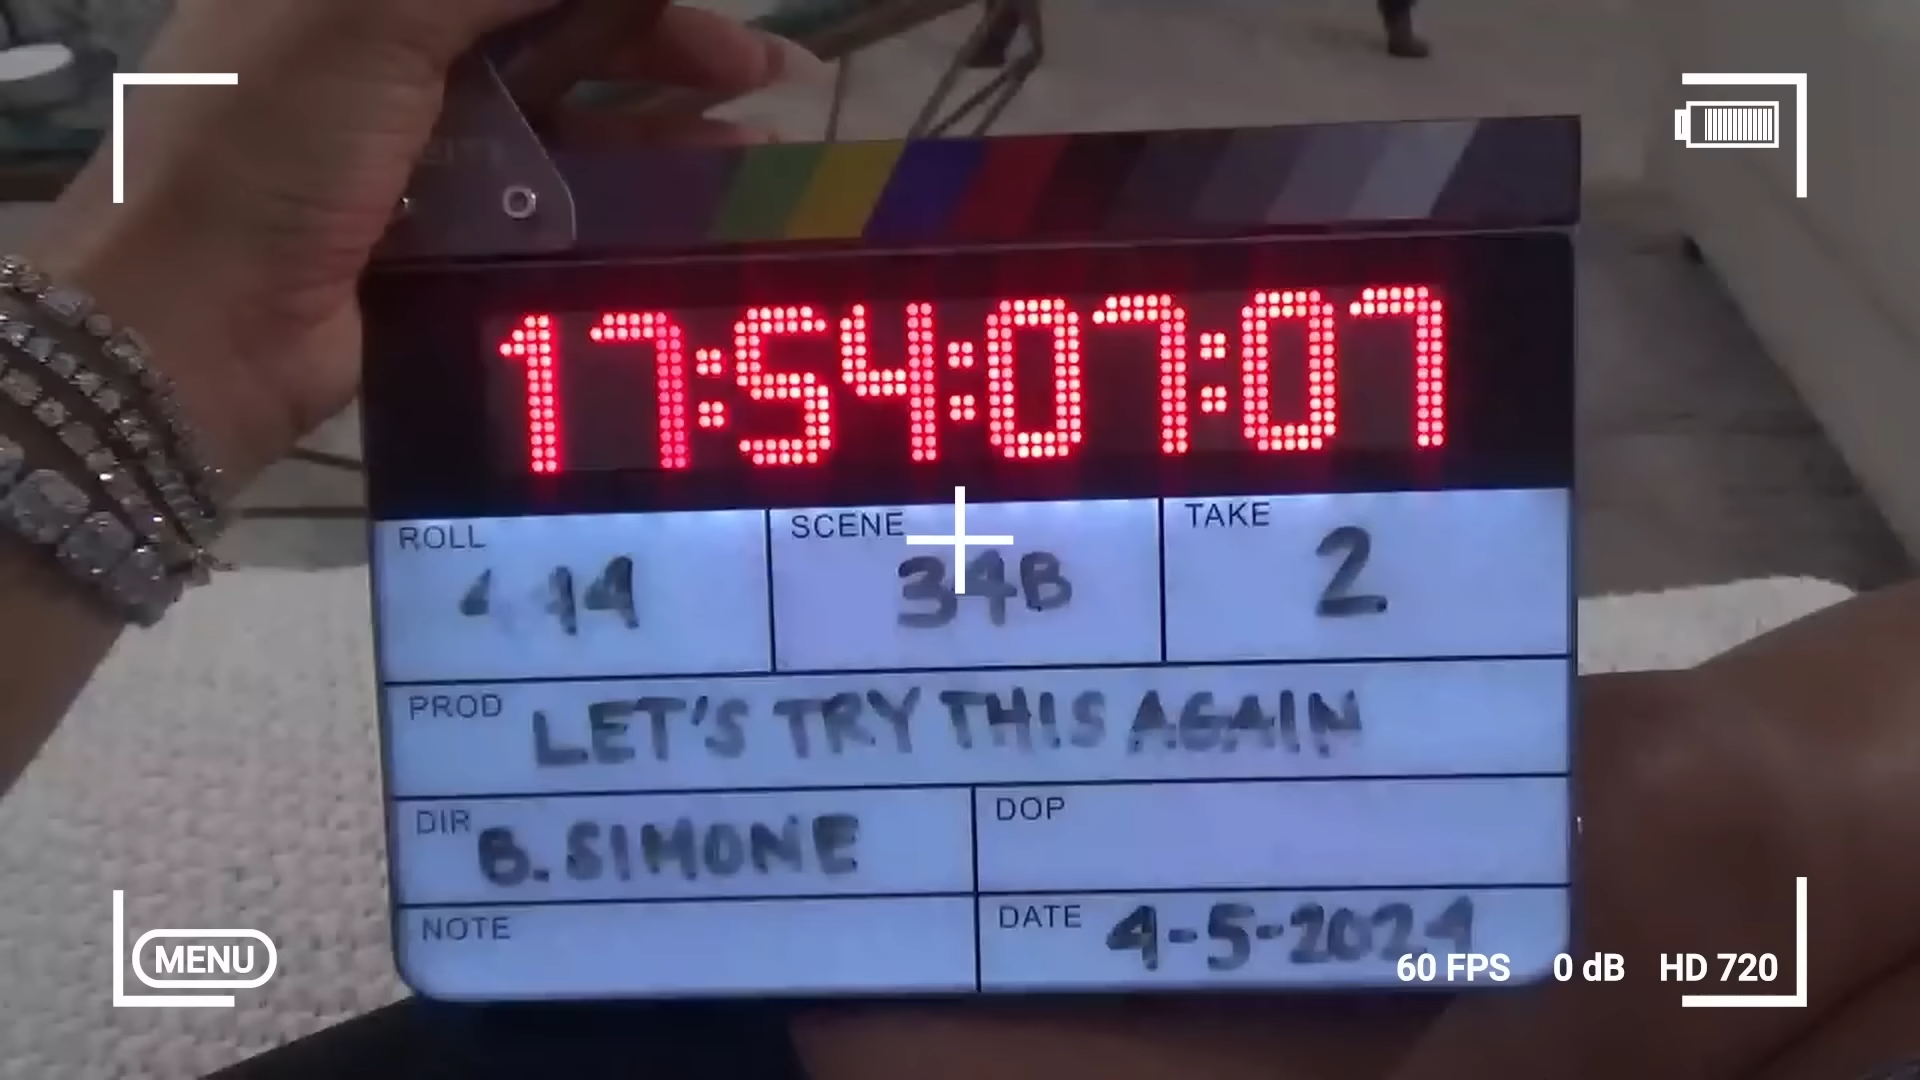 17:54:07:07
ROLL
SCENE
TAKE
34B
2
PROD LET'S TRY THIS AGAIN
DIR B. SIMONE
DOP
NOTE
DATE 4-5-2024
MENU
60 FPS 0 dB HD 720